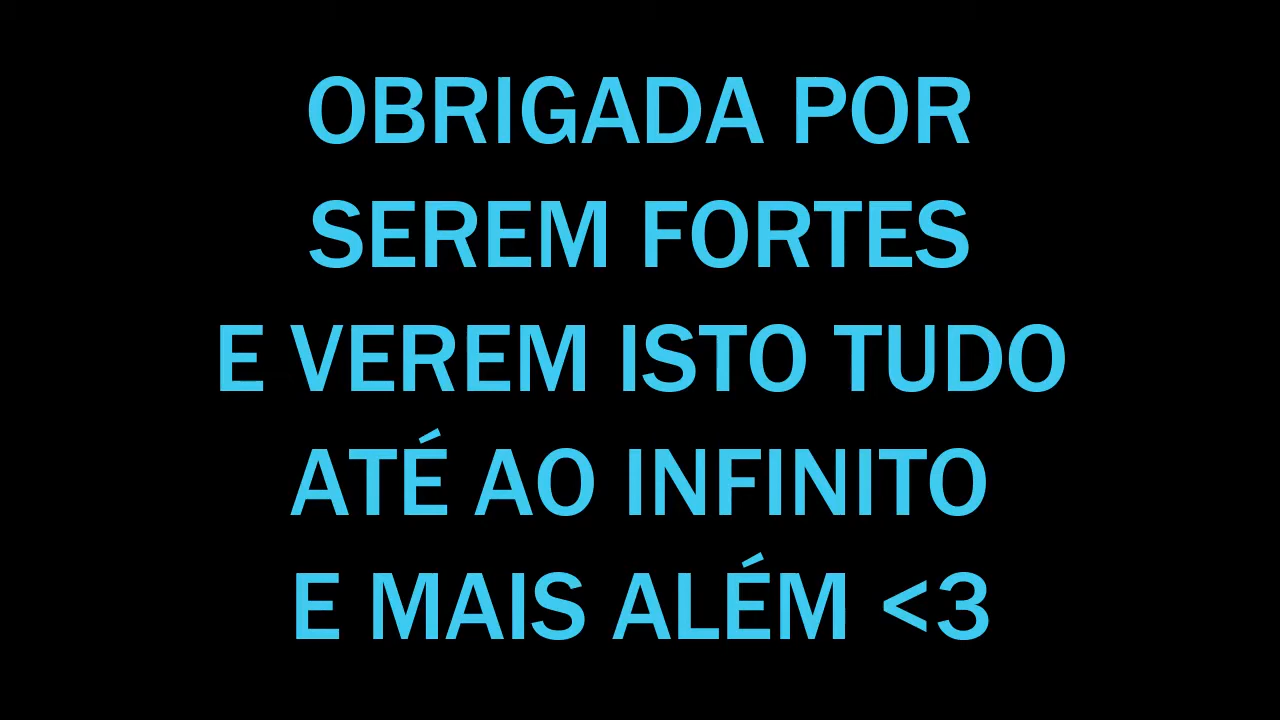 OBRIGADA POR
SEREM FORTES
E VEREM ISTO TUDO
ATÉ AO INFINITO
E MAIS ALÉM <3